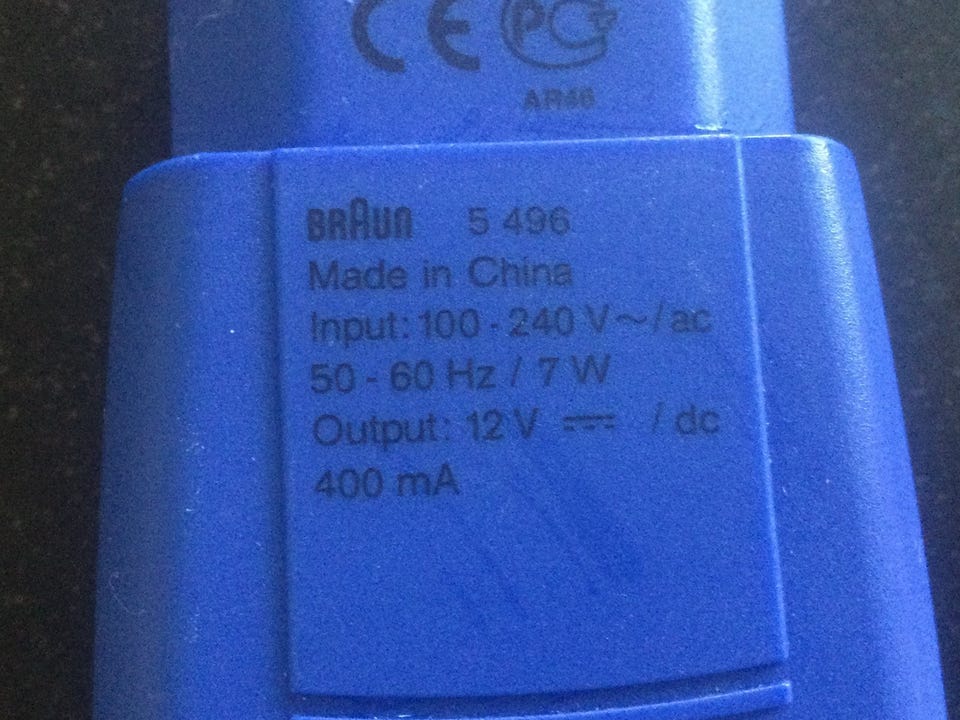 CE PC
AR46
BRAUN 5 496
Made in China
Input: 100 - 240 V ~ / ac
50 - 60 Hz / 7 W
Output: 12 V ⎓ / dc
400 mA